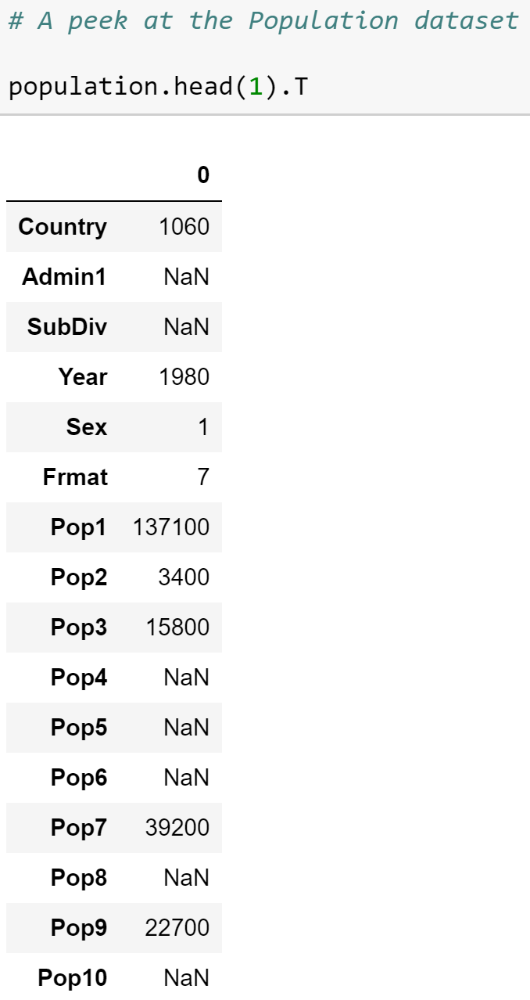 # A peek at the Population dataset
population.head(1).T
0
Country 1060
Admin1 NaN
SubDiv NaN
Year 1980
Sex 1
Frmat 7
Pop1 137100
Pop2 3400
Pop3 15800
Pop4 NaN
Pop5 NaN
Pop6 NaN
Pop7 39200
Pop8 NaN
Pop9 22700
Pop10 NaN